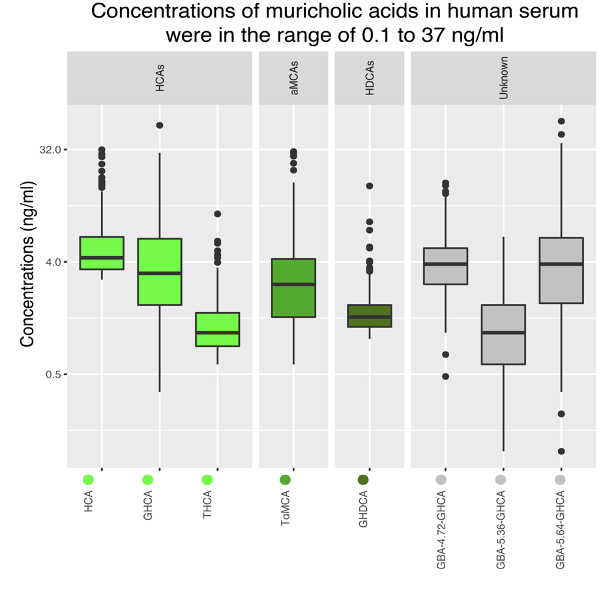 Concentrations of muricholic acids in human serum
were in the range of 0.1 to 37 ng/ml
HCAs
aMCAs
HDCAs
Unknown
Concentrations (ng/ml)
32.0
4.0
0.5
HCA
GHCA
THCA
TαMCA
GHDCA
GBA-4.72-GHCA
GBA-5.36-GHCA
GBA-5.64-GHCA